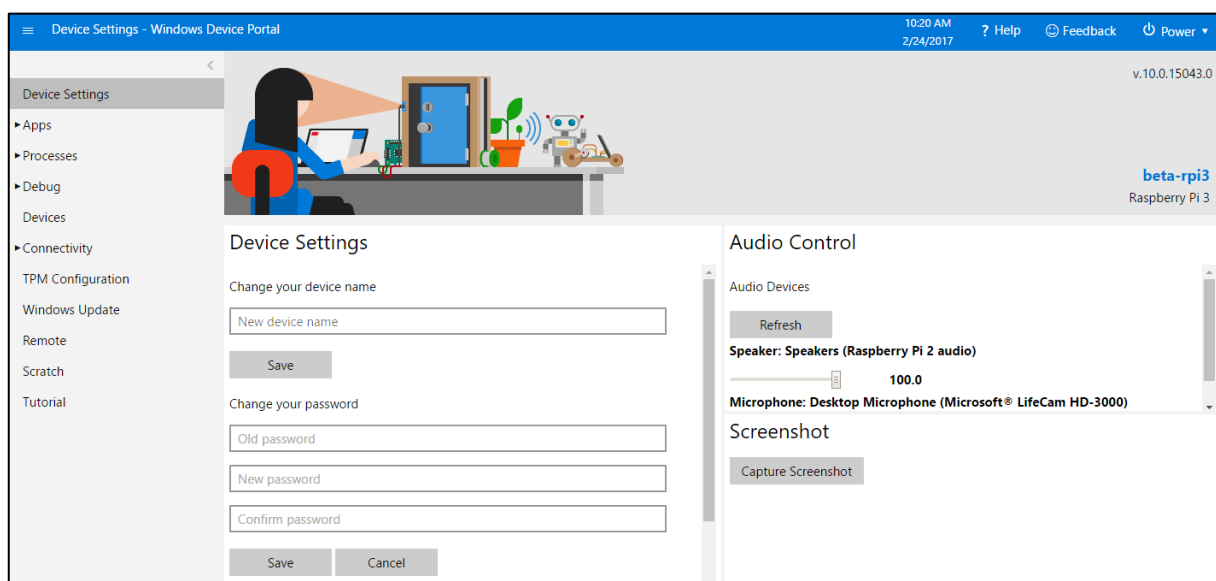 Device Settings - Windows Device Portal
10:20 AM
2/24/2017
? Help
Feedback
Power
Device Settings
Apps
Processes
Debug
Devices
Connectivity
TPM Configuration
Windows Update
Remote
Scratch
Tutorial
v.10.0.15043.0
beta-rpi3
Raspberry Pi 3
Device Settings
Change your device name
New device name
Save
Change your password
Old password
New password
Confirm password
Save
Cancel
Audio Control
Audio Devices
Refresh
Speaker: Speakers (Raspberry Pi 2 audio)
100.0
Microphone: Desktop Microphone (Microsoft® LifeCam HD-3000)
Screenshot
Capture Screenshot